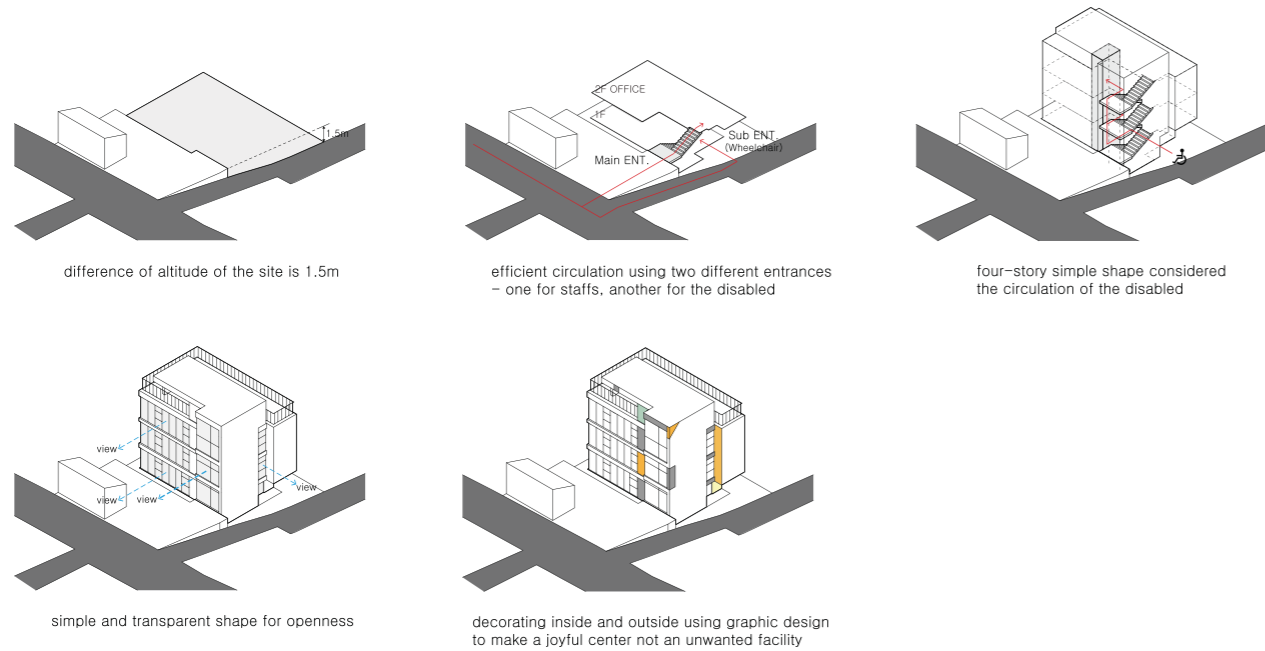 1.5m
difference of altitude of the site is 1.5m
2F OFFICE
1F
Main ENT.
Sub ENT.
(Wheelchair)
efficient circulation using two different entrances
- one for staffs, another for the disabled
four-story simple shape considered
the circulation of the disabled
view
view
view
view
simple and transparent shape for openness
decorating inside and outside using graphic design
to make a joyful center not an unwanted facility